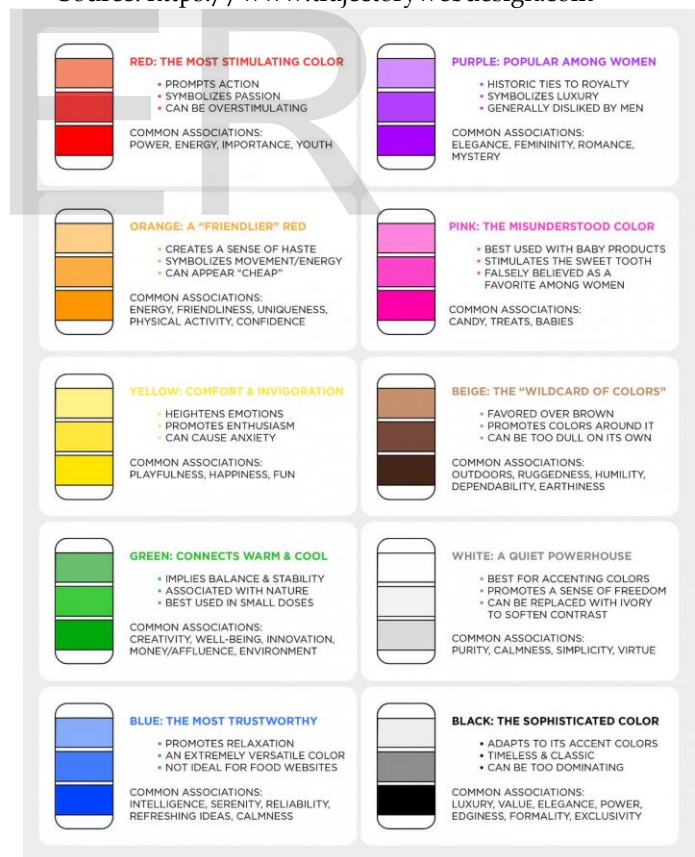 Source: https://www.trajectorywebdesign.com
RED: THE MOST STIMULATING COLOR
• PROMPTS ACTION
• SYMBOLIZES PASSION
• CAN BE OVERSTIMULATING
COMMON ASSOCIATIONS:
POWER, ENERGY, IMPORTANCE, YOUTH
PURPLE: POPULAR AMONG WOMEN
• HISTORIC TIES TO ROYALTY
• SYMBOLIZES LUXURY
• GENERALLY DISLIKED BY MEN
COMMON ASSOCIATIONS:
ELEGANCE, FEMININITY, ROMANCE,
MYSTERY
ER
ORANGE: A "FRIENDLIER" RED
• CREATES A SENSE OF HASTE
• SYMBOLIZES MOVEMENT/ENERGY
• CAN APPEAR "CHEAP"
COMMON ASSOCIATIONS:
ENERGY, FRIENDLINESS, UNIQUENESS,
PHYSICAL ACTIVITY, CONFIDENCE
PINK: THE MISUNDERSTOOD COLOR
• BEST USED WITH BABY PRODUCTS
• STIMULATES THE SWEET TOOTH
• FALSELY BELIEVED AS A
FAVORITE AMONG WOMEN
COMMON ASSOCIATIONS:
CANDY, TREATS, BABIES
YELLOW: COMFORT & INVIGORATION
• HEIGHTENS EMOTIONS
• PROMOTES ENTHUSIASM
• CAN CAUSE ANXIETY
COMMON ASSOCIATIONS:
PLAYFULNESS, HAPPINESS, FUN
BEIGE: THE "WILDCARD OF COLORS"
• FAVORED OVER BROWN
• PROMOTES COLORS AROUND IT
• CAN BE TOO DULL ON ITS OWN
COMMON ASSOCIATIONS:
OUTDOORS, RUGGEDNESS, HUMILITY,
DEPENDABILITY, EARTHINESS
GREEN: CONNECTS WARM & COOL
• IMPLIES BALANCE & STABILITY
• ASSOCIATED WITH NATURE
• BEST USED IN SMALL DOSES
COMMON ASSOCIATIONS:
CREATIVITY, WELL-BEING, INNOVATION,
MONEY/AFFLUENCE, ENVIRONMENT
WHITE: A QUIET POWERHOUSE
• BEST FOR ACCENTING COLORS
• PROMOTES A SENSE OF FREEDOM
• CAN BE REPLACED WITH IVORY
TO SOFTEN CONTRAST
COMMON ASSOCIATIONS:
PURITY, CALMNESS, SIMPLICITY, VIRTUE
BLUE: THE MOST TRUSTWORTHY
• PROMOTES RELAXATION
• AN EXTREMELY VERSATILE COLOR
• NOT IDEAL FOR FOOD WEBSITES
COMMON ASSOCIATIONS:
INTELLIGENCE, SERENITY, RELIABILITY,
REFRESHING IDEAS, CALMNESS
BLACK: THE SOPHISTICATED COLOR
• ADAPTS TO ITS ACCENT COLORS
• TIMELESS & CLASSIC
• CAN BE TOO DOMINATING
COMMON ASSOCIATIONS:
LUXURY, VALUE, ELEGANCE, POWER,
EDGINESS, FORMALITY, EXCLUSIVITY